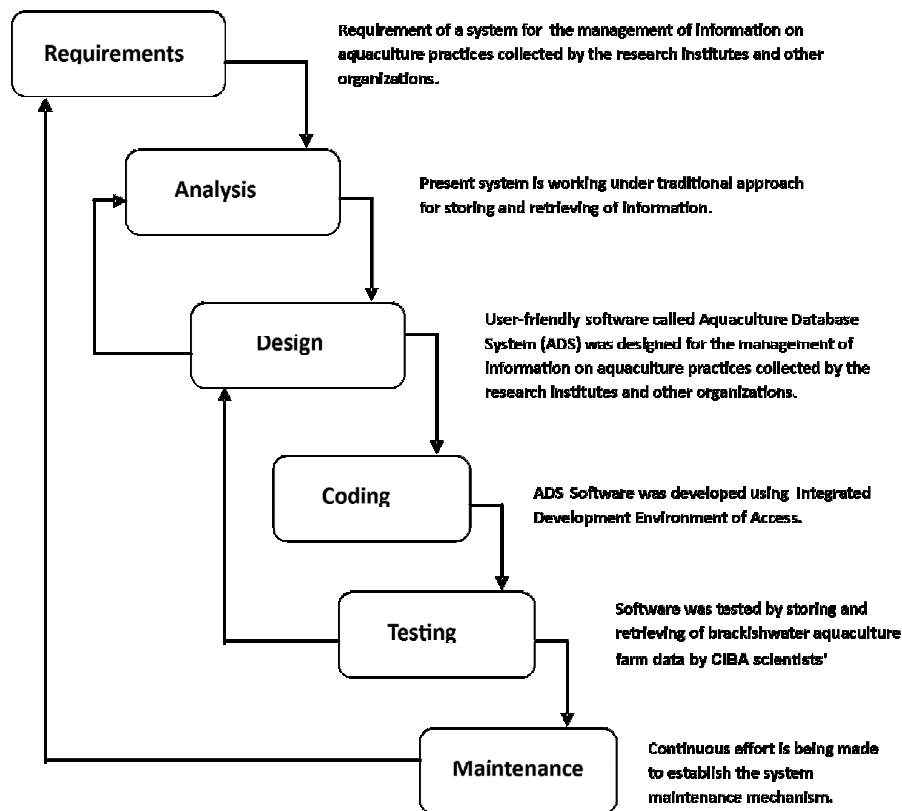 Requirements
Requirement of a system for the management of information on
aquaculture practices collected by the research institutes and other
organizations.
Analysis
Present system is working under traditional approach
for storing and retrieving of information.
Design
User-friendly software called Aquaculture Database
System (ADS) was designed for the management of
information on aquaculture practices collected by the
research institutes and other organizations.
Coding
ADS Software was developed using Integrated
Development Environment of Access.
Testing
Software was tested by storing and
retrieving of brackishwater aquaculture
farm data by CIBA scientists'
Maintenance
Continuous effort is being made
to establish the system
maintenance mechanism.